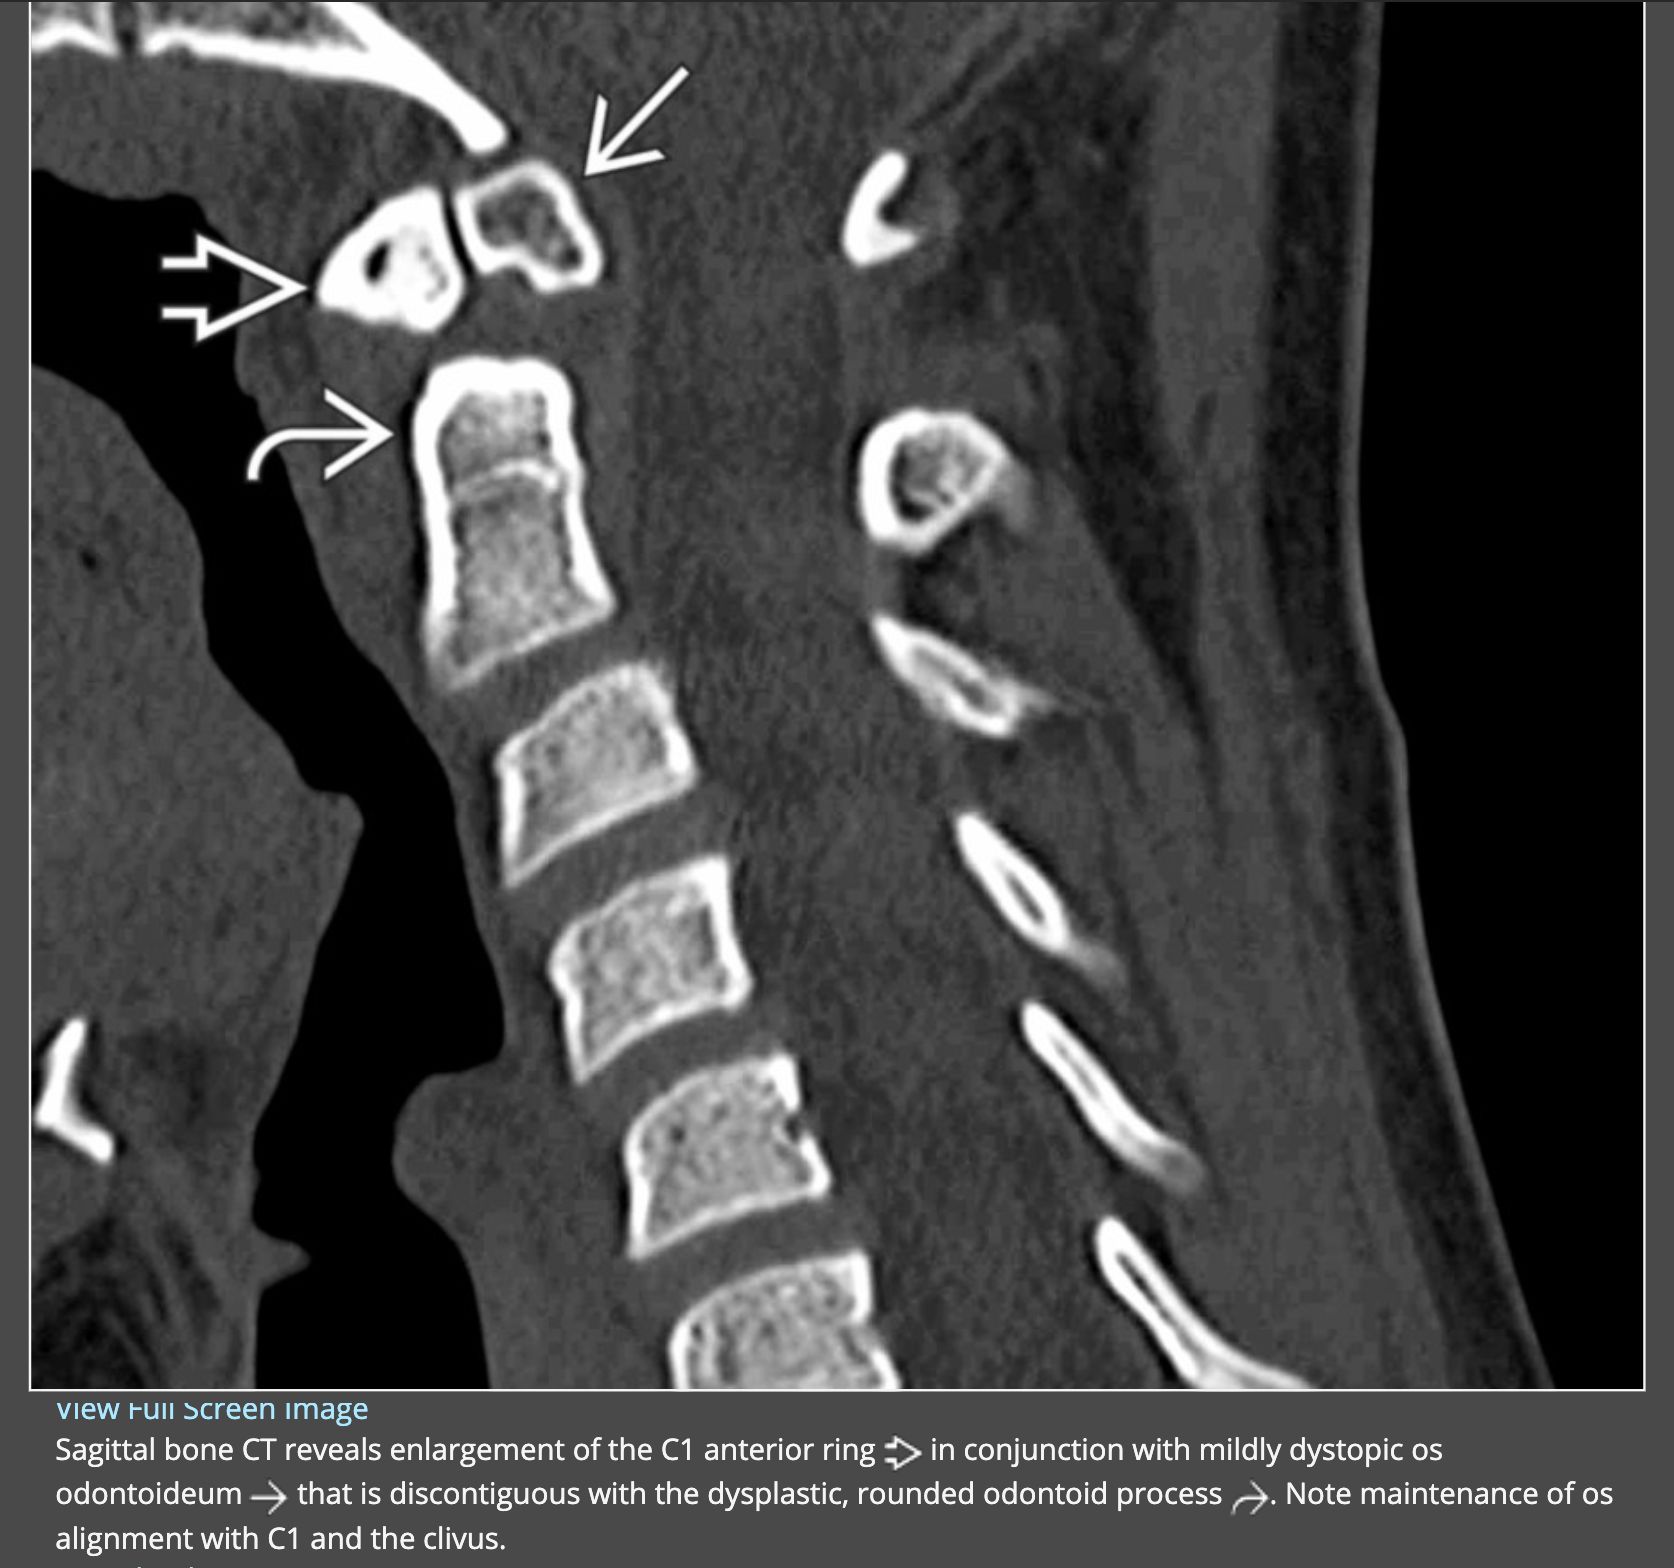 View Full Screen Image
Sagittal bone CT reveals enlargement of the C1 anterior ring in conjunction with mildly dystopic os
odontoideum that is discontiguous with the dysplastic, rounded odontoid process . Note maintenance of os
alignment with C1 and the clivus.